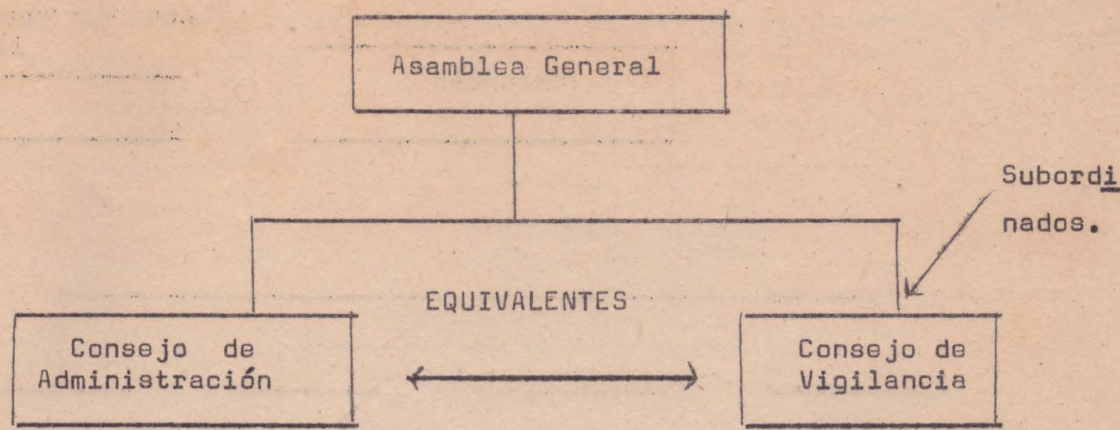 Asamblea General
Subordi
nados.
EQUIVALENTES
Consejo de
Administración
Consejo de
Vigilancia